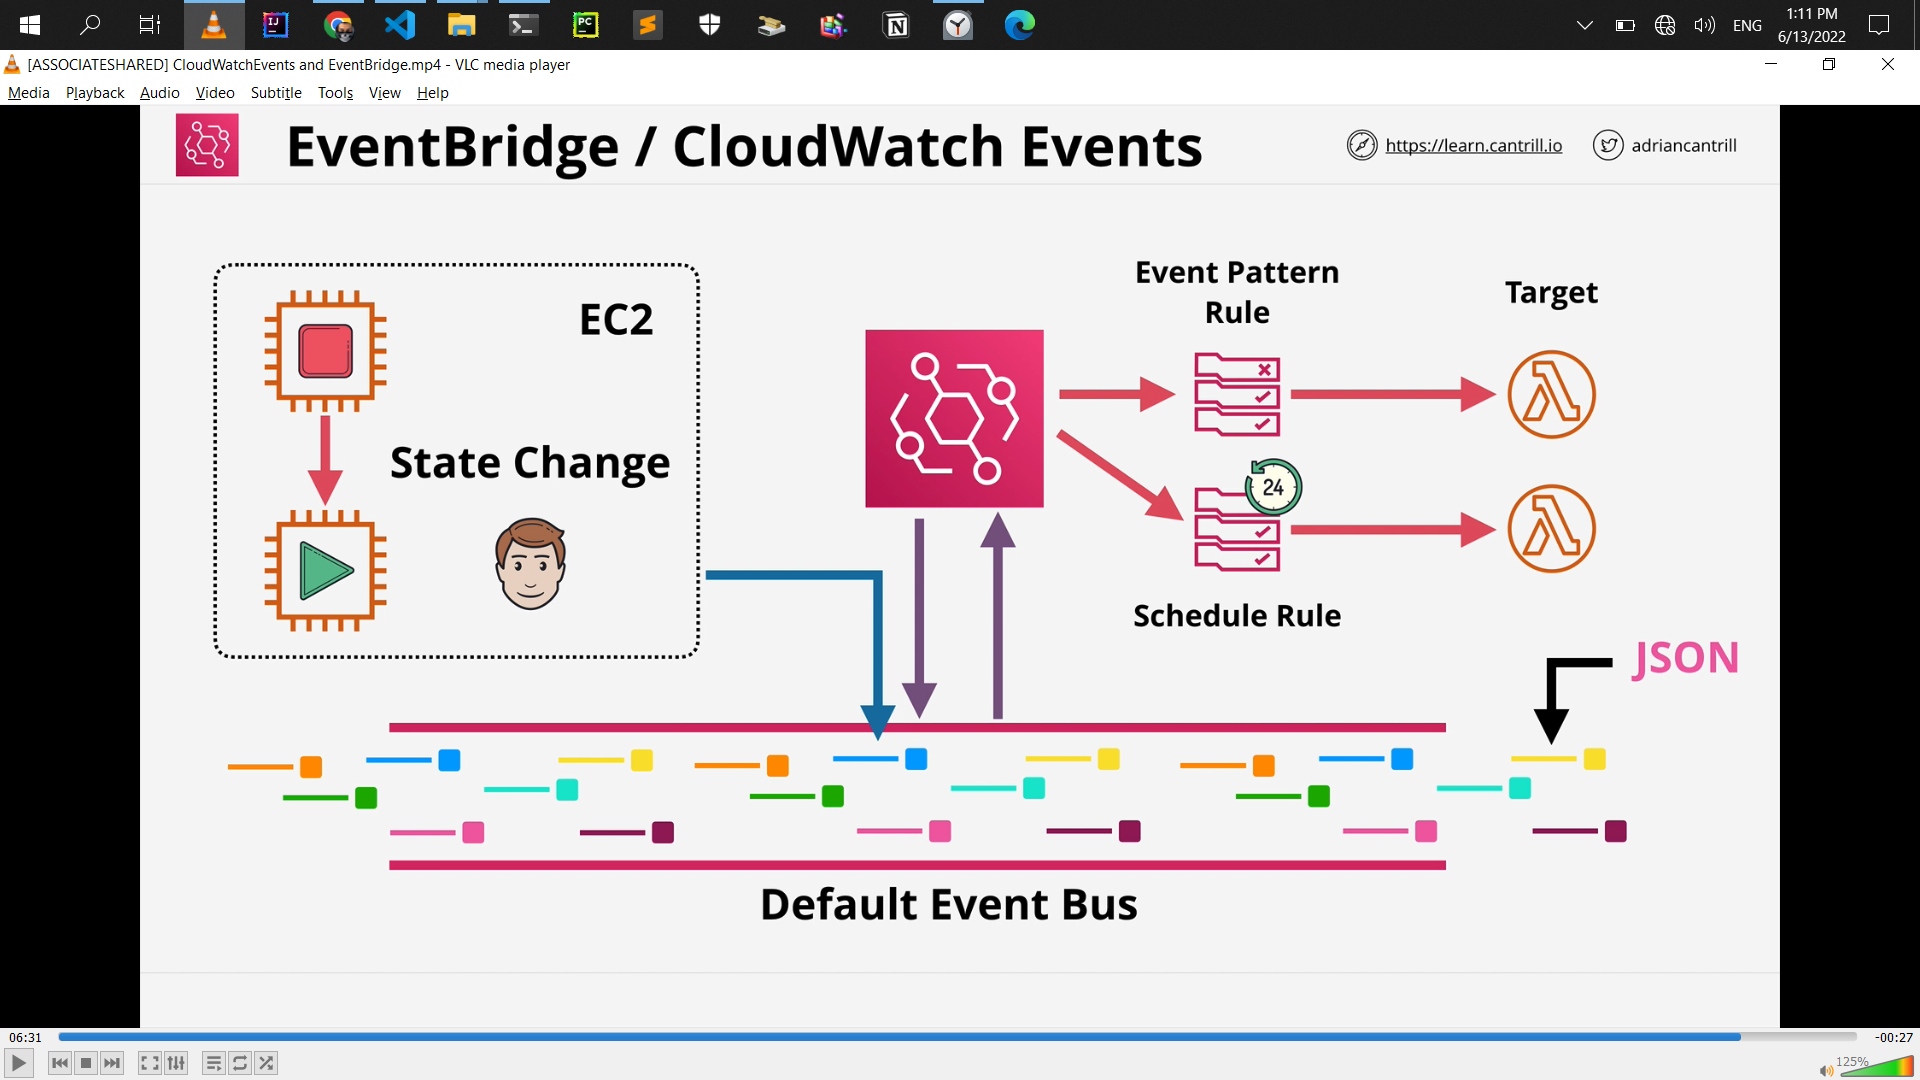 IJ
PC
N
ENG
1:11 PM
6/13/2022
[ASSOCIATESHARED] CloudWatchEvents and EventBridge.mp4 - VLC media player
Media Playback Audio Video Subtitle Tools View Help
EventBridge / CloudWatch Events
https://learn.cantrill.io
adriancantrill
EC2
State Change
Event Pattern
Rule
Target
24
Schedule Rule
JSON
Default Event Bus
06:31
-00:27
125%